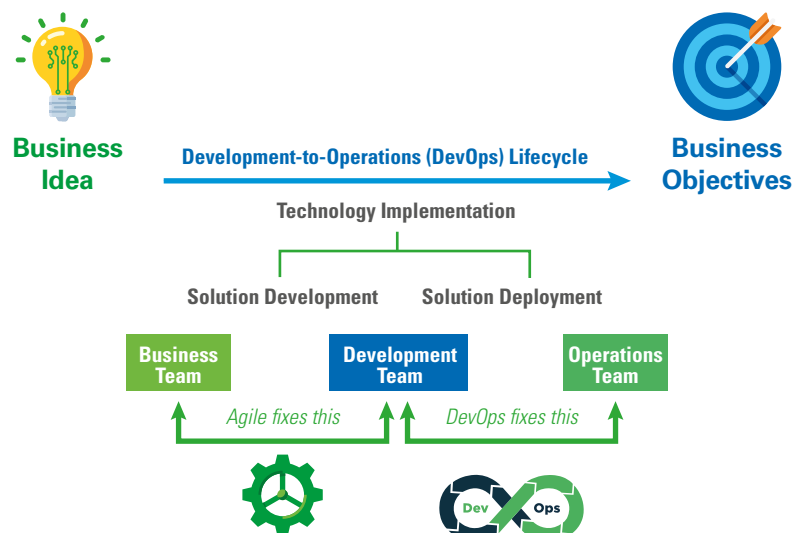 Business
Idea
Development-to-Operations (DevOps) Lifecycle
Business
Objectives
Technology Implementation
Solution Development
Solution Deployment
Business
Team
Development
Team
Operations
Team
Agile fixes this
DevOps fixes this
Dev
Ops